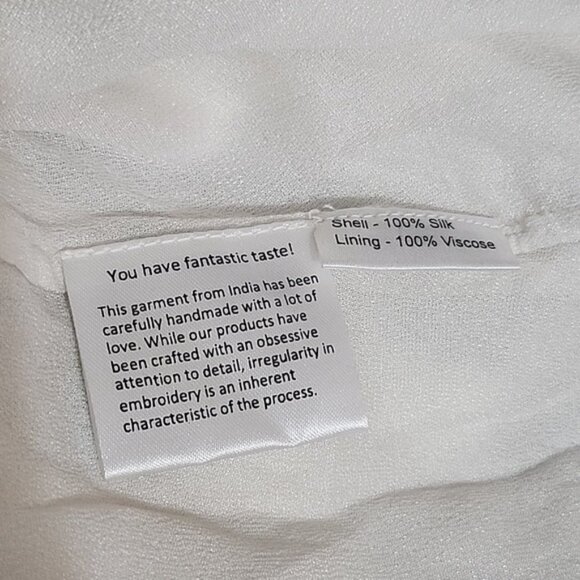 You have fantastic taste!
This garment from India has been
carefully handmade with a lot of
love. While our products have
been crafted with an obsessive
attention to detail, irregularity in
embroidery is an inherent
characteristic of the process.
Shell - 100% Silk
Lining - 100% Viscose